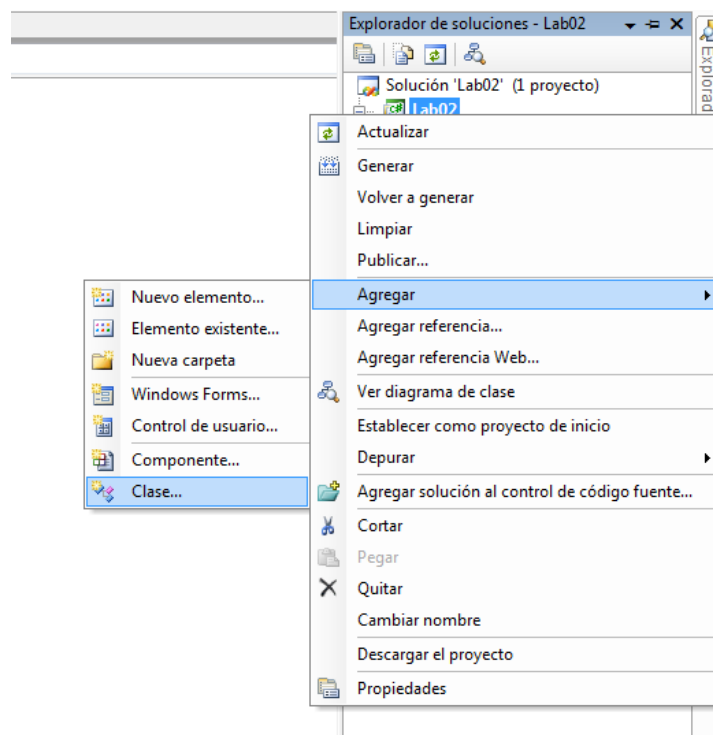 Explorador de soluciones - Lab02
Solución 'Lab02' (1 proyecto)
Lab02
Actualizar
Generar
Volver a generar
Limpiar
Publicar...
Agregar
Agregar referencia...
Agregar referencia Web...
Ver diagrama de clase
Establecer como proyecto de inicio
Depurar
Agregar solución al control de código fuente...
Cortar
Pegar
Quitar
Cambiar nombre
Descargar el proyecto
Propiedades
Nuevo elemento...
Elemento existente...
Nueva carpeta
Windows Forms...
Control de usuario...
Componente...
Clase...
Explorad